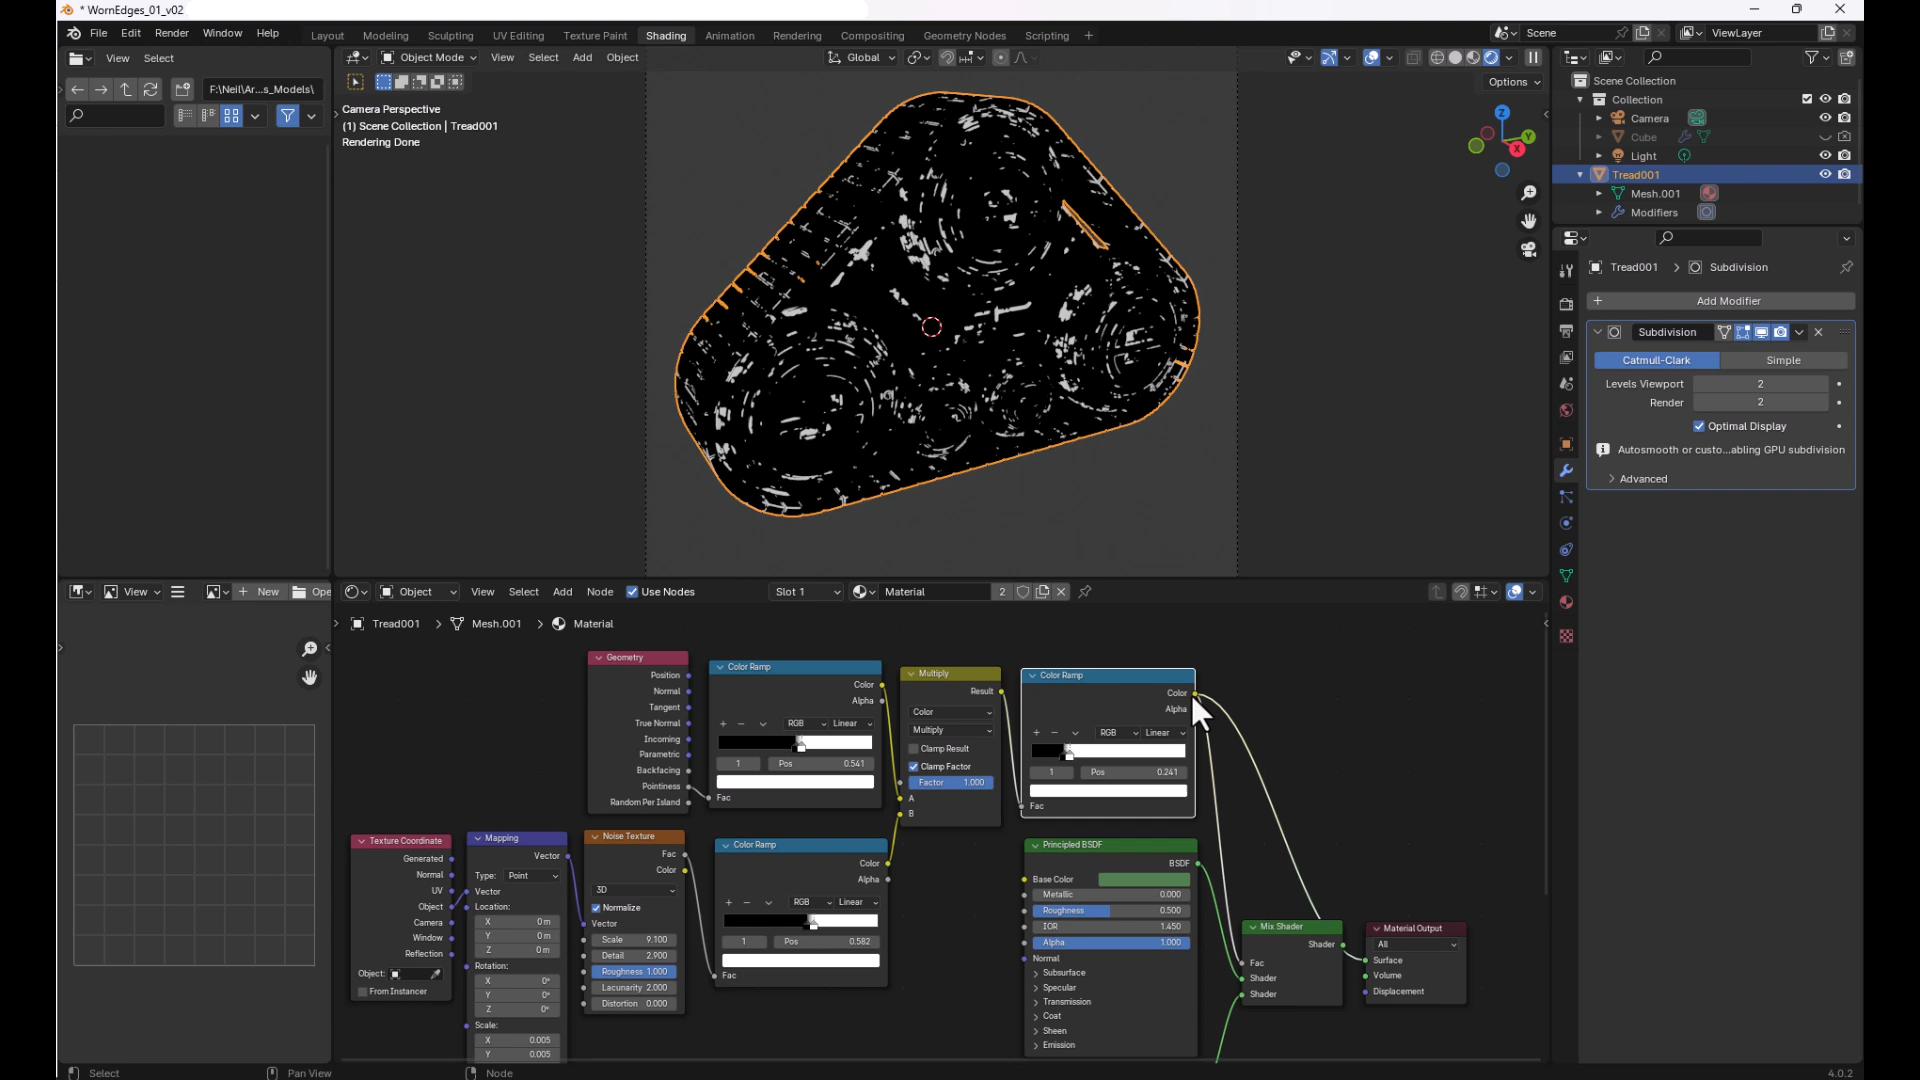 * WornEdges_01_v02
File Edit Render Window Help Layout Modeling Sculpting UV Editing Texture Paint Shading Animation Rendering Compositing Geometry Nodes Scripting + Scene ViewLayer
View Select Object Mode View Select Add Object Global
F:\Neil\Ar...s_Models\ Options
Camera Perspective
(1) Scene Collection | Tread001
Rendering Done
Z
Y
X
Scene Collection
Collection
Camera
Cube
Light
Tread001
Mesh.001
Modifiers
Tread001 > Subdivision
+ Add Modifier
Subdivision
Catmull-Clark Simple
Levels Viewport 2
Render 2
Optimal Display
Autosmooth or custo...abling GPU subdivision
> Advanced
View + New Ope
Object View Select Add Node Use Nodes Slot 1 Material 2
Tread001 > Mesh.001 > Material
Geometry
Position
Normal
Tangent
True Normal
Incoming
Parametric
Backfacing
Pointiness
Random Per Island
Color Ramp
Color
Alpha
RGB Linear
1 Pos 0.541
Fac
Multiply
Result
Color
Multiply
Clamp Result
Clamp Factor
Factor 1.000
A
B
Color Ramp
Color
Alpha
RGB Linear
1 Pos 0.241
Fac
Texture Coordinate
Generated
Normal
UV
Object
Camera
Window
Reflection
Object:
From Instancer
Mapping
Vector
Type: Point
Vector
Location:
X 0 m
Y 0 m
Z 0 m
Rotation:
X 0°
Y 0°
Z 0°
Scale:
X 0.005
Y 0.005
Noise Texture
Fac
Color
3D
Normalize
Vector
Scale 9.100
Detail 2.900
Roughness 1.000
Lacunarity 2.000
Distortion 0.000
Color Ramp
Color
Alpha
RGB Linear
1 Pos 0.582
Fac
Principled BSDF
BSDF
Base Color
Metallic 0.000
Roughness 0.500
IOR 1.450
Alpha 1.000
Normal
> Subsurface
> Specular
> Transmission
> Coat
> Sheen
> Emission
Mix Shader
Shader
Fac
Shader
Shader
Material Output
All
Surface
Volume
Displacement
Select Pan View Node 4.0.2